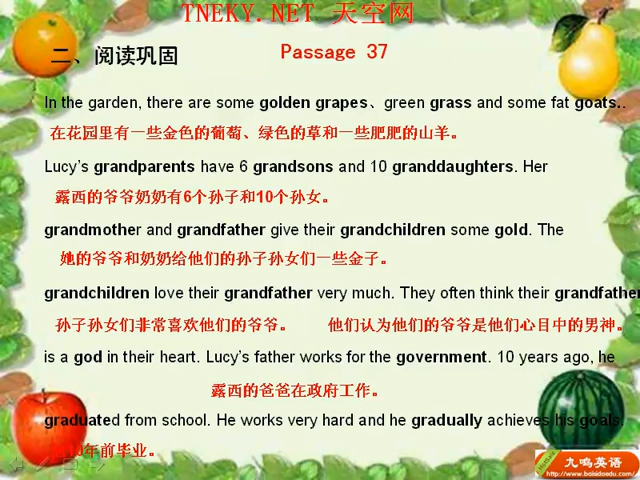 TNEKY.NET 天空网
二、阅读巩固
Passage 37
In the garden, there are some golden grapes、green grass and some fat goats..
在花园里有一些金色的葡萄、绿色的草和一些肥肥的山羊。
Lucy's grandparents have 6 grandsons and 10 granddaughters. Her
露西的爷爷奶奶有6个孙子和10个孙女。
grandmother and grandfather give their grandchildren some gold. The
她的爷爷和奶奶给他们的孙子孙女们一些金子。
grandchildren love their grandfather very much. They often think their grandfather
孙子孙女们非常喜欢他们的爷爷。 他们认为他们的爷爷是他们心目中的男神。
is a god in their heart. Lucy's father works for the government. 10 years ago, he
露西的爸爸在政府工作。
graduated from school. He works very hard and he gradually achieves his goals.
10年前毕业。
九鸣英语
http://www.boisidoedu.com/